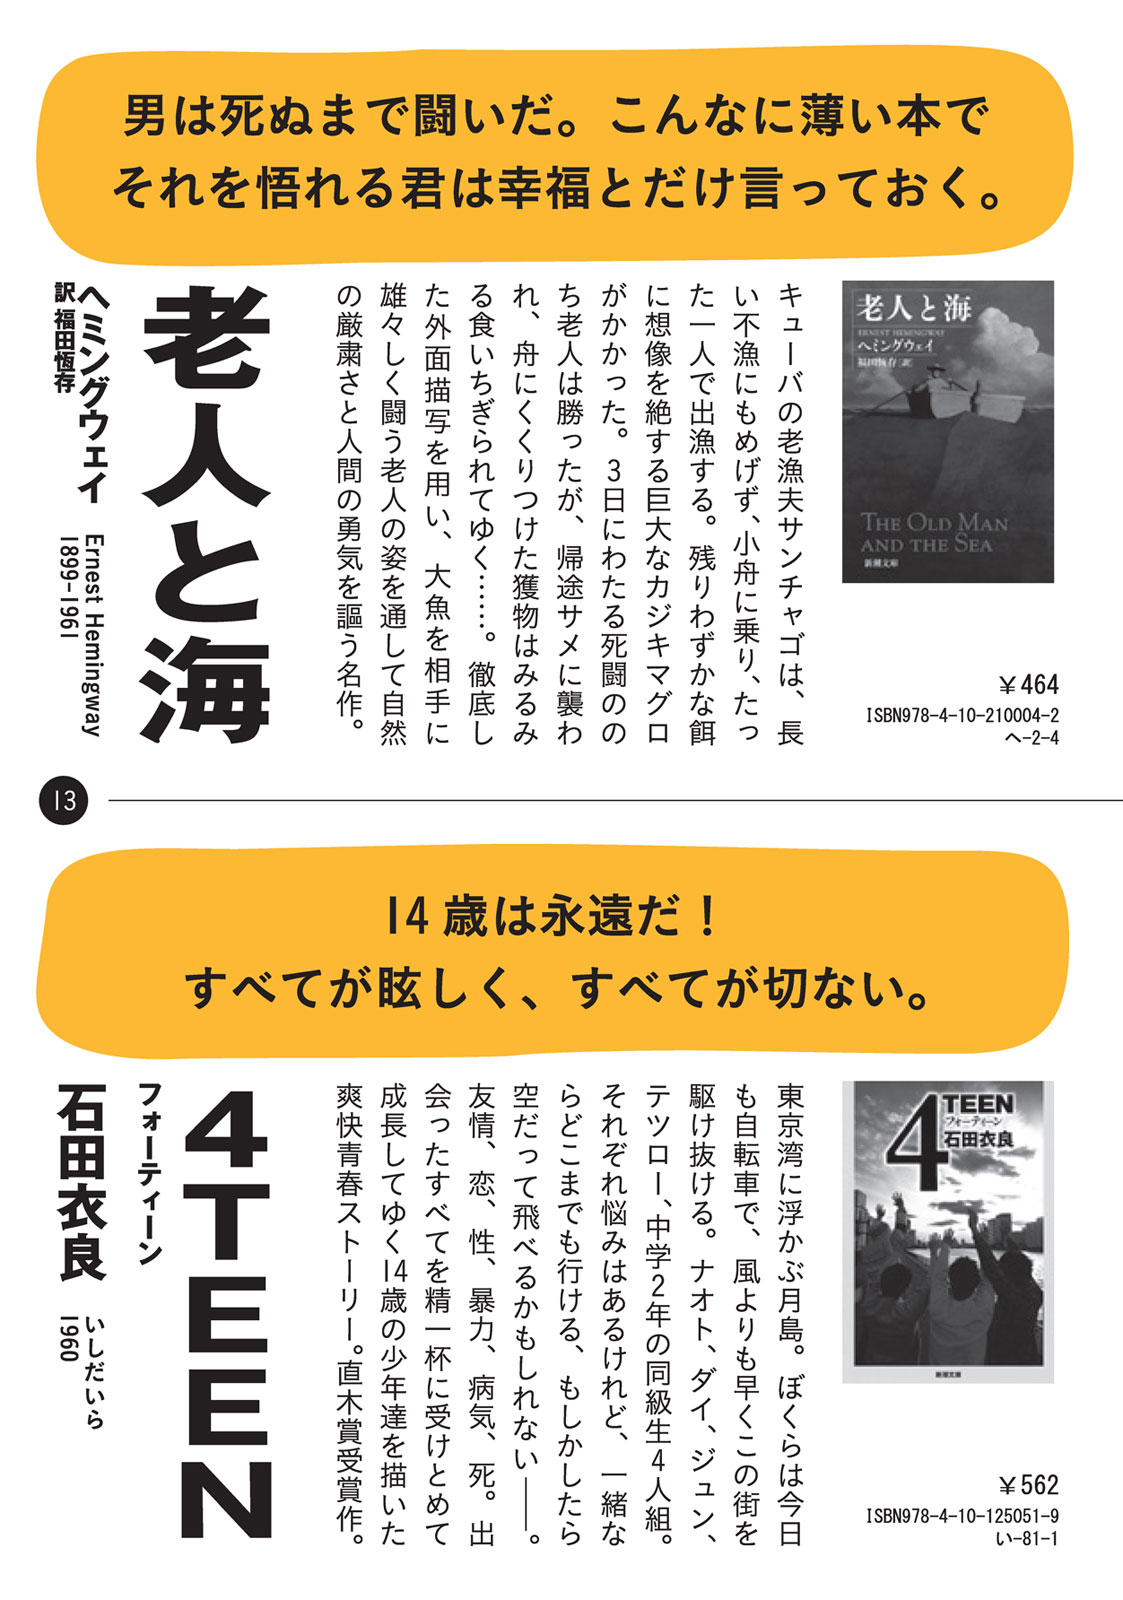 男は死ぬまで闘いだ。こんなに薄い本で
それを悟れる君は幸福とだけ言っておく。
老人と海
ERNEST HEMINGWAY
ヘミングウェイ
福田恆存[訳]
THE OLD MAN
AND THE SEA
新潮文庫
¥464
ISBN978-4-10-210004-2
ヘ-2-4
キューバの老漁夫サンチャゴは、長
い不漁にもめげず、小舟に乗り、たっ
た一人で出漁する。残りわずかな餌
に想像を絶する巨大なカジキマグロ
がかかった。3日にわたる死闘のの
ち老人は勝ったが、帰途サメに襲わ
れ、舟にくくりつけた獲物はみるみ
る食いちぎられてゆく……。徹底し
た外面描写を用い、大魚を相手に
雄々しく闘う老人の姿を通して自然
の厳粛さと人間の勇気を謳う名作。
老人と海
ヘミングウェイ Ernest Hemingway
訳 福田恆存 1899-1961
13
14歳は永遠だ！
すべてが眩しく、すべてが切ない。
4TEEN
フォーティーン
石田衣良
新潮文庫
¥562
ISBN978-4-10-125051-9
い-81-1
東京湾に浮かぶ月島。ぼくらは今日
も自転車で、風よりも早くこの街を
駆け抜ける。ナオト、ダイ、ジュン、
テツロー、中学2年の同級生4人組。
それぞれ悩みはあるけれど、一緒な
らどこまでも行ける、もしかしたら
空だって飛べるかもしれない――。
友情、恋、性、暴力、病気、死。出
会ったすべてを精一杯に受けとめて
成長してゆく14歳の少年達を描いた
爽快青春ストーリー。直木賞受賞作。
4TEEN
フォーティーン
石田衣良 いしだいら
1960